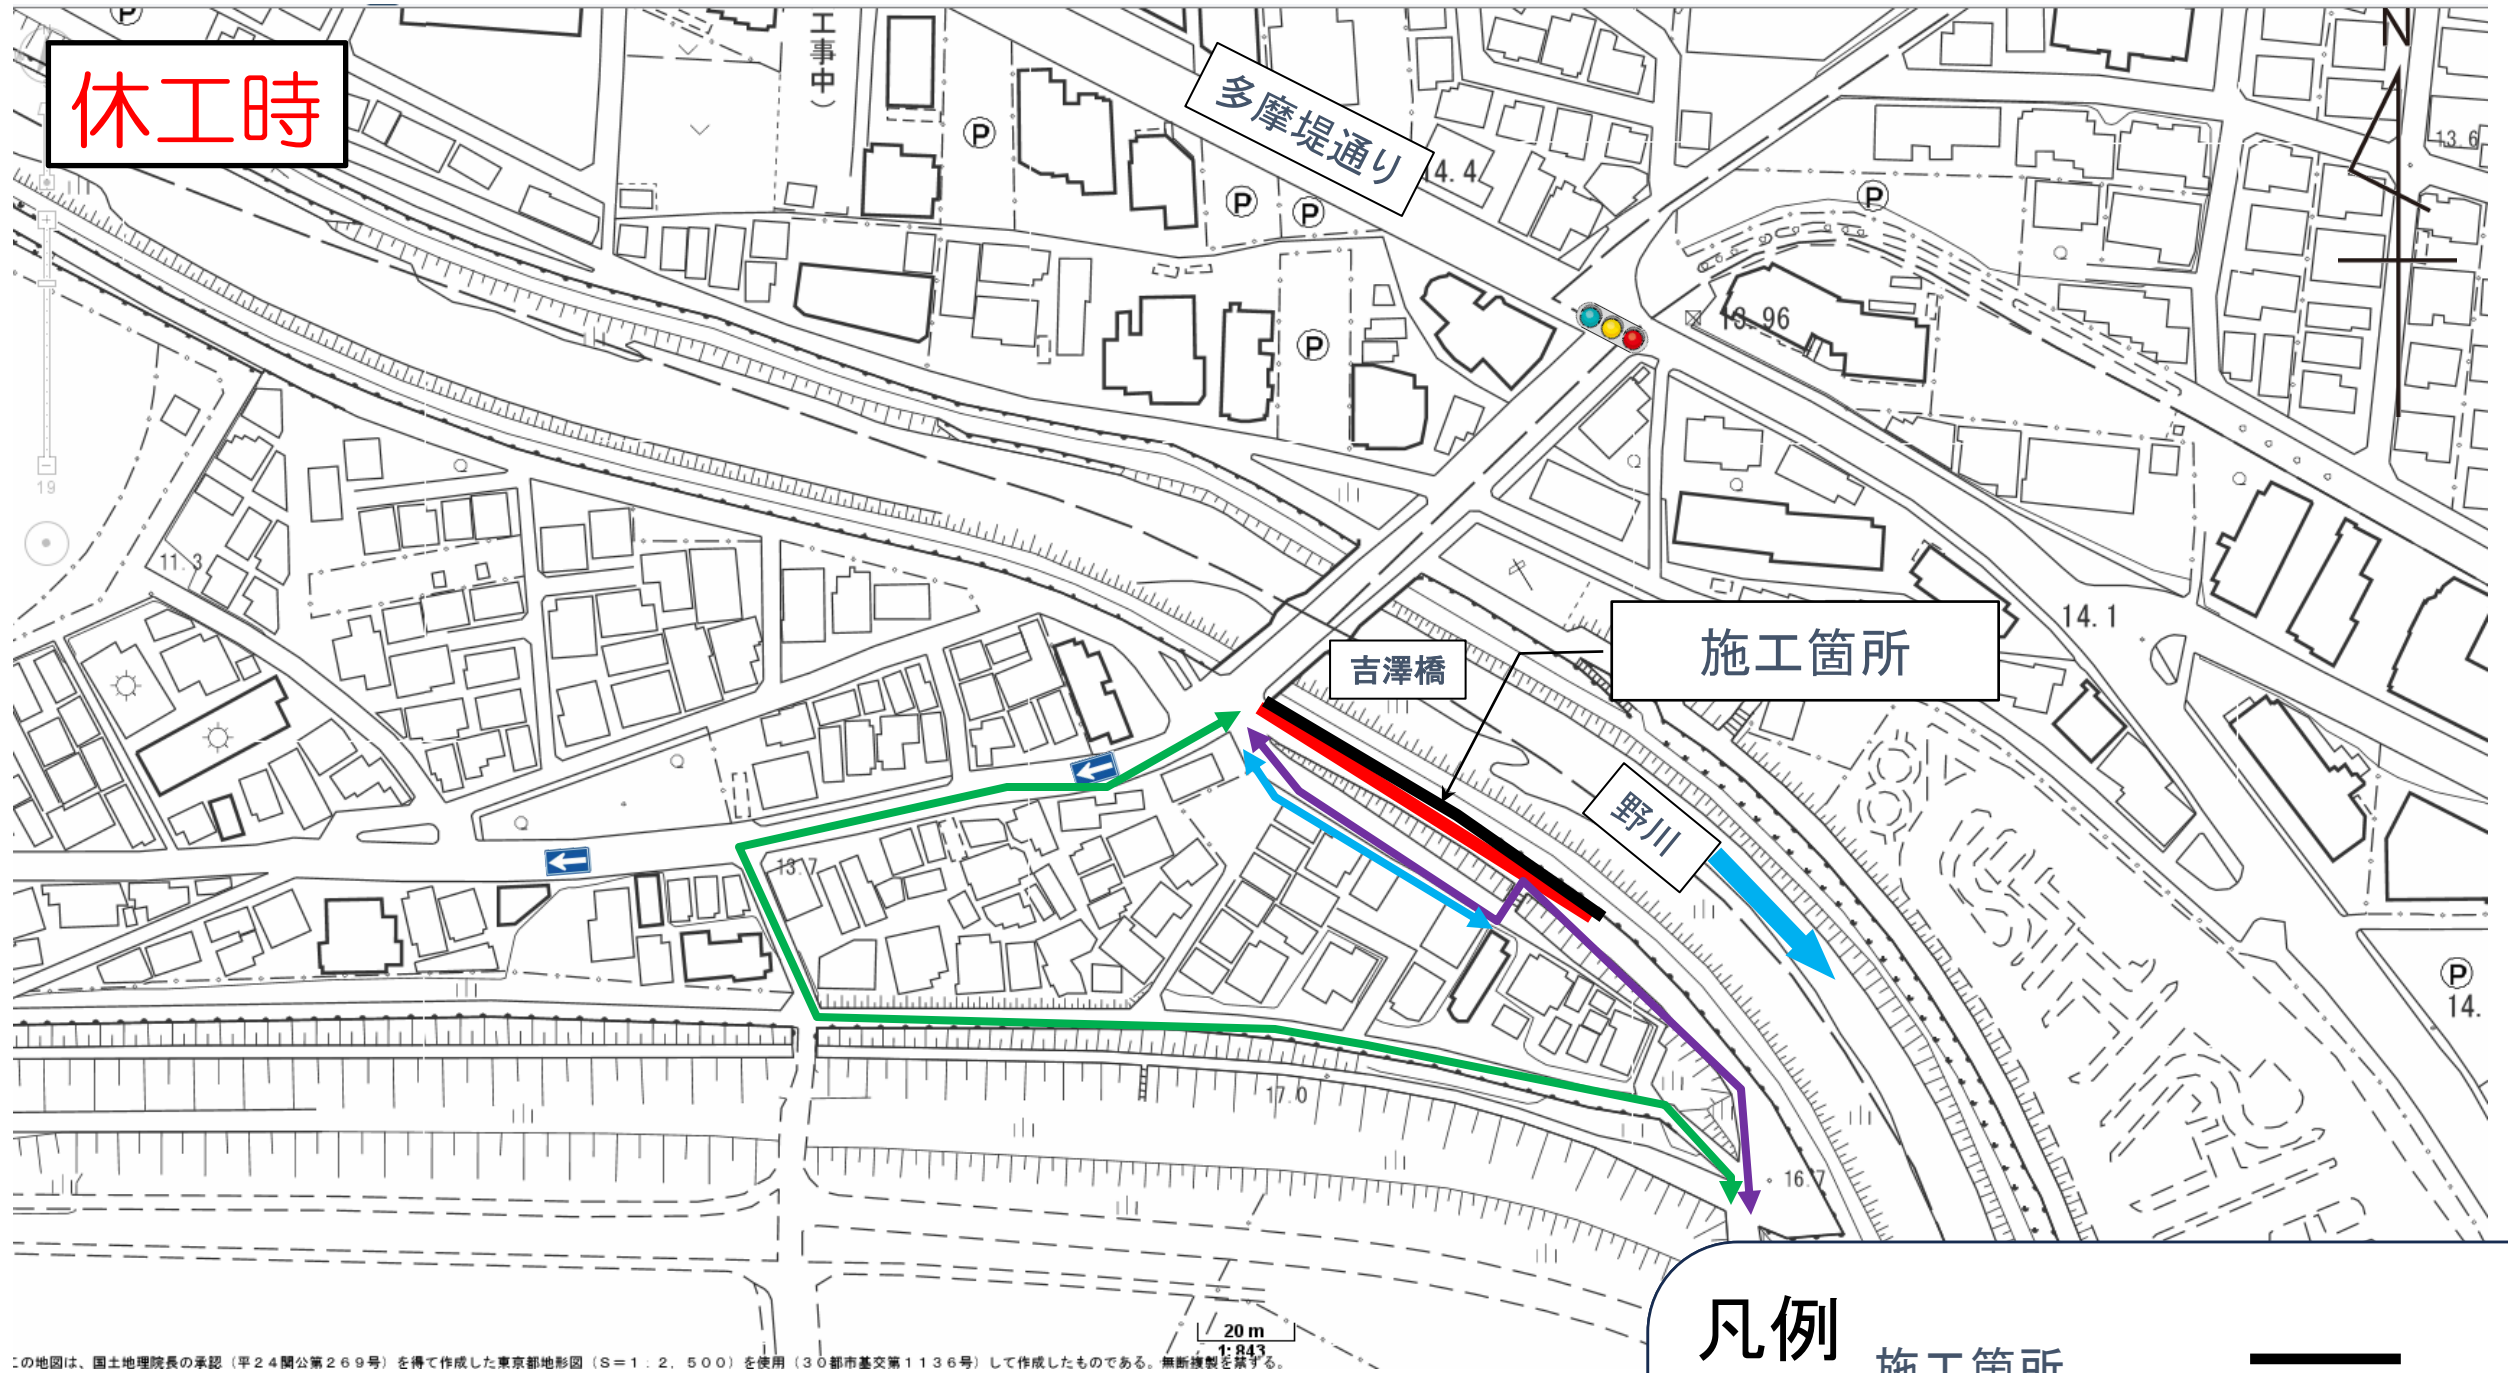 休工時
工事中）
N
P
P
P
P
P
P
P
多摩堤通り
14.4
13.6
13.96
19
11.3
14.1
施工箇所
吉澤橋
野川
13.7
14.
17.0
16.7
凡例
施工箇所
20 m
1: 843
この地図は、国土地理院長の承認（平２４関公第２６９号）を得て作成した東京都地形図（Ｓ＝１：２，５００）を使用（３０都市基交第１１３６号）して作成したものである。無断複製を禁ずる。